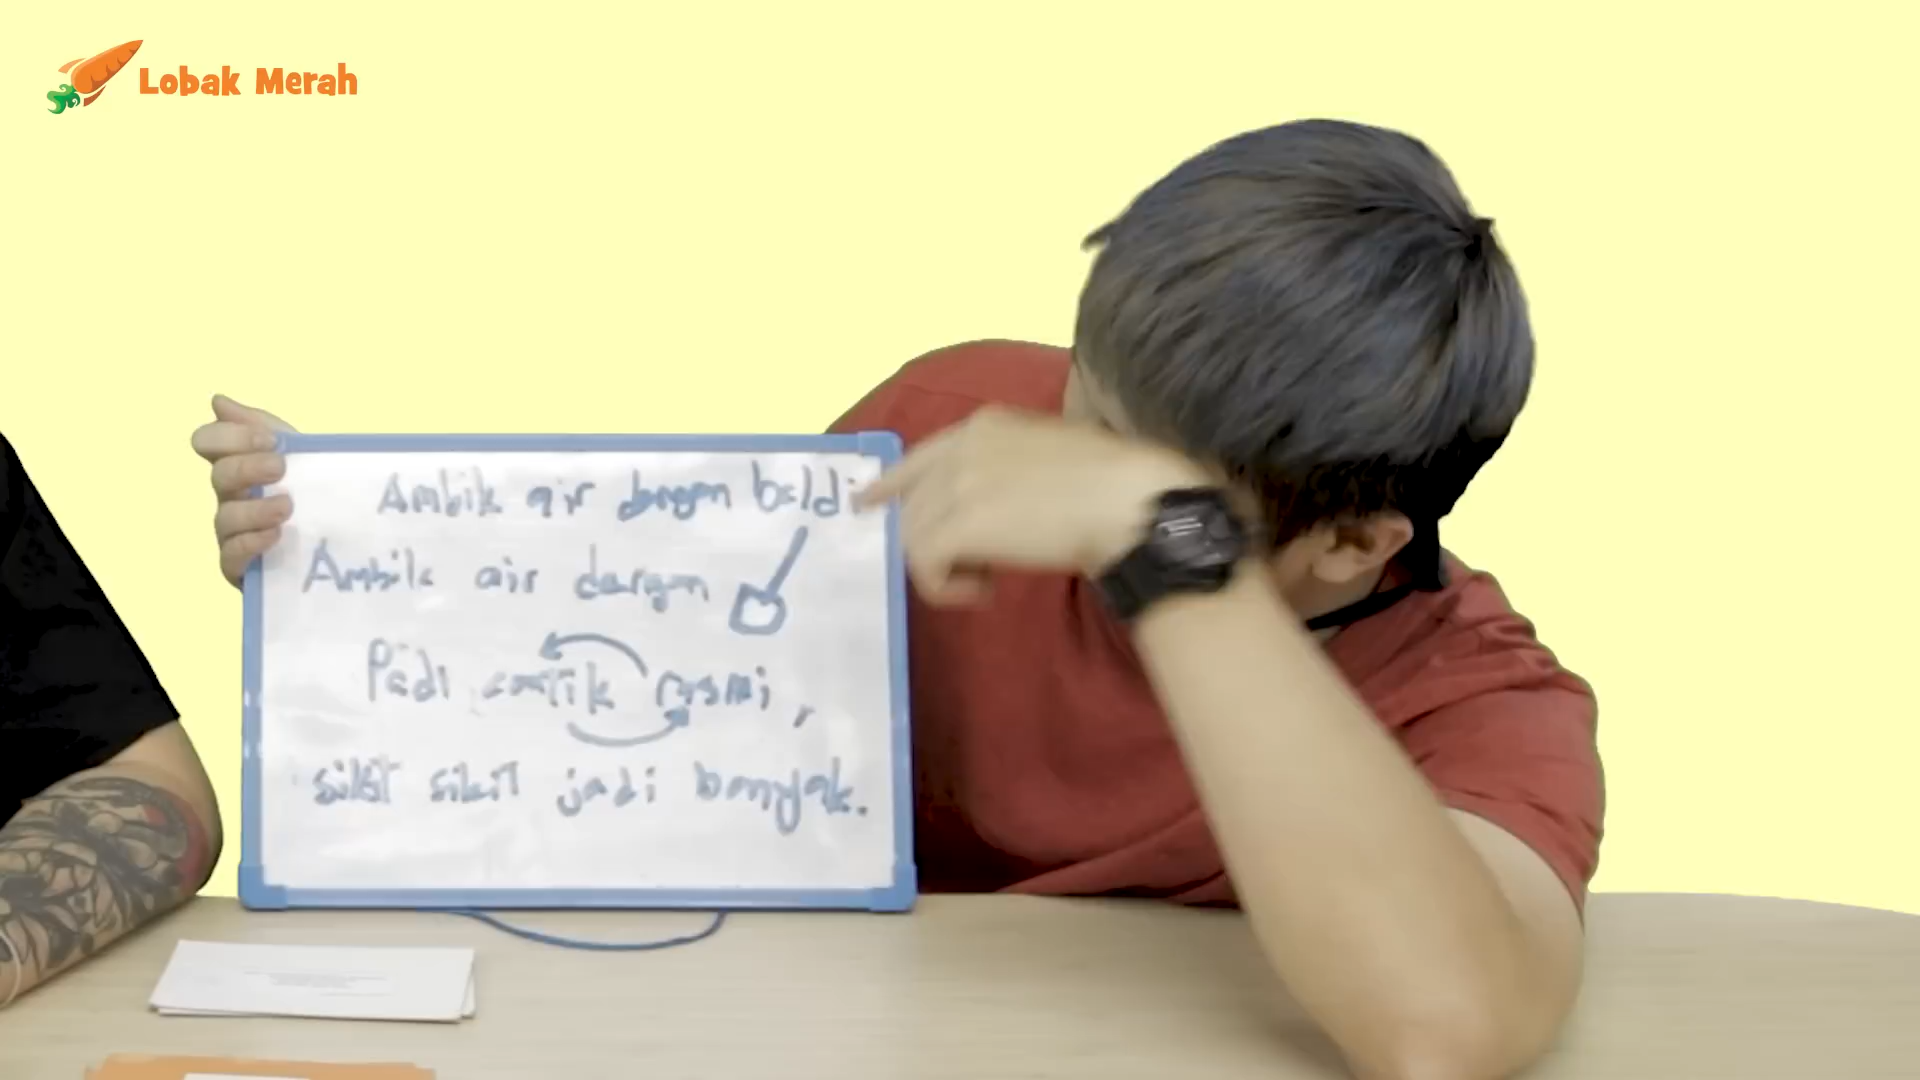 Lobak Merah
Ambik air dengan baldi
Ambik air dengan
Padi cantik rasmi,
sikit sikit jadi banyak.